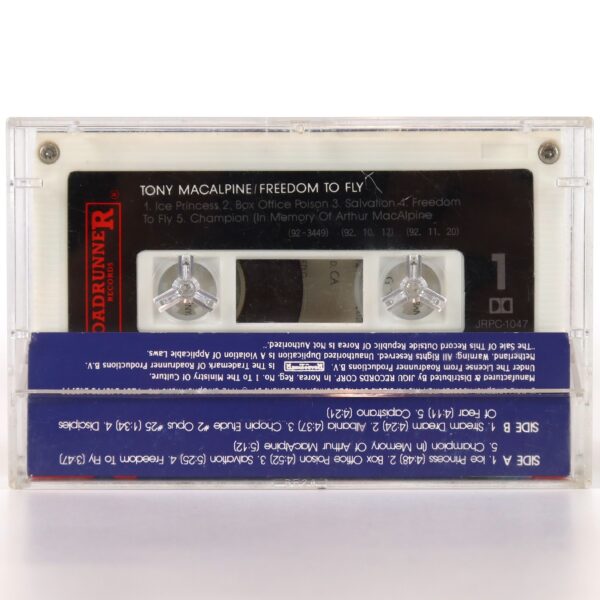 TONY MACALPINE/FREEDOM TO FLY
1. Ice Princess 2. Box Office Poison 3. Salvation 4. Freedom
To Fly 5. Champion (In Memory Of Arthur MacAlpine
(92-3449) (92. 10. 17) (92. 11. 20)
ROADRUNNER®
RECORDS
D, CA
1
JRPC-1047
SIDE A 1. Ice Princess (4:48) 2. Box Office Poison (4:52) 3. Salvation (5:25) 4. Freedom To Fly (3:47)
5. Champion (In Memory Of Arthur MacAlpine (5:12)
SIDE B 1. Stream Dream (4:24) 2. Albania (4:37) 3. Chopin Etude #2 Opus #25 (1:34) 4. Disciples
Of Fear (4:11) 5. Capistrano (4:21)
Manufactured & Distributed by JIGU RECORDS CORP. In Korea. Reg. No. 1 To The Ministry Of Culture.
Under The License From Roadrunner Productions B.V. Is The Trademark Of Roadrunner Productions B.V.
Netherland Warning: All Rights Reserved. Unauthorized Duplication Is A Violation Of Applicable Laws.
"The Sale Of This Record Outside Republic Of Korea Is Not Authorized."